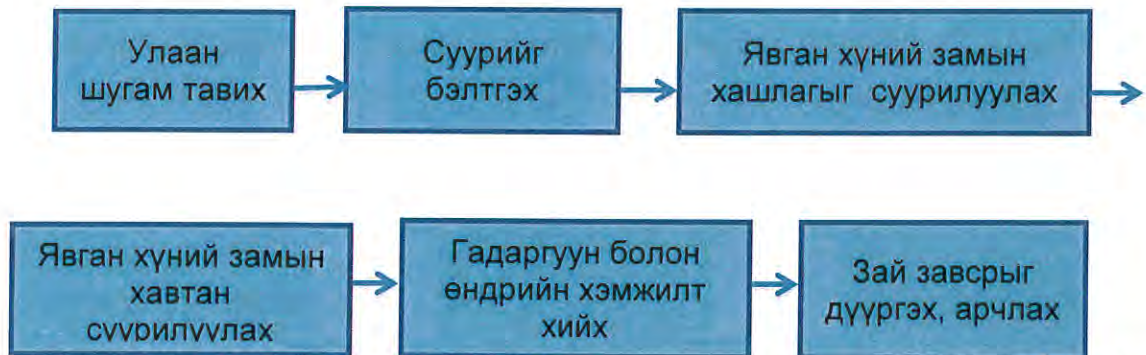 Улаан
шугам тавих
Суурийг
бэлтгэх
Явган хүний замын
хашлагыг суурилуулах
Явган хүний замын
хавтан
суурилуулах
Гадаргуун болон
өндрийн хэмжилт
хийх
Зай завсрыг
дүүргэх, арчлах